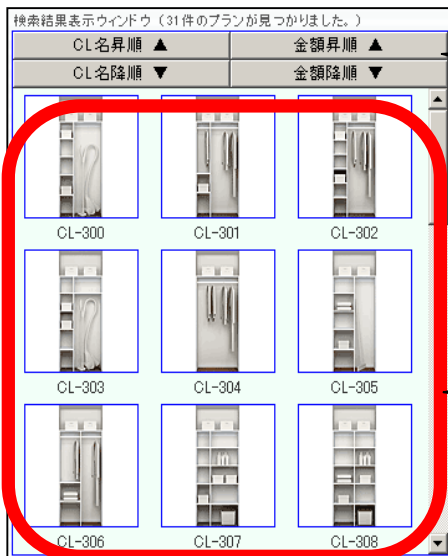 検索結果表示ウィンドウ（31件のプランが見つかりました。）
CL名昇順 ▲ 金額昇順 ▲
CL名降順 ▼ 金額降順 ▼
CL-300 CL-301 CL-302
CL-303 CL-304 CL-305
CL-306 CL-307 CL-308